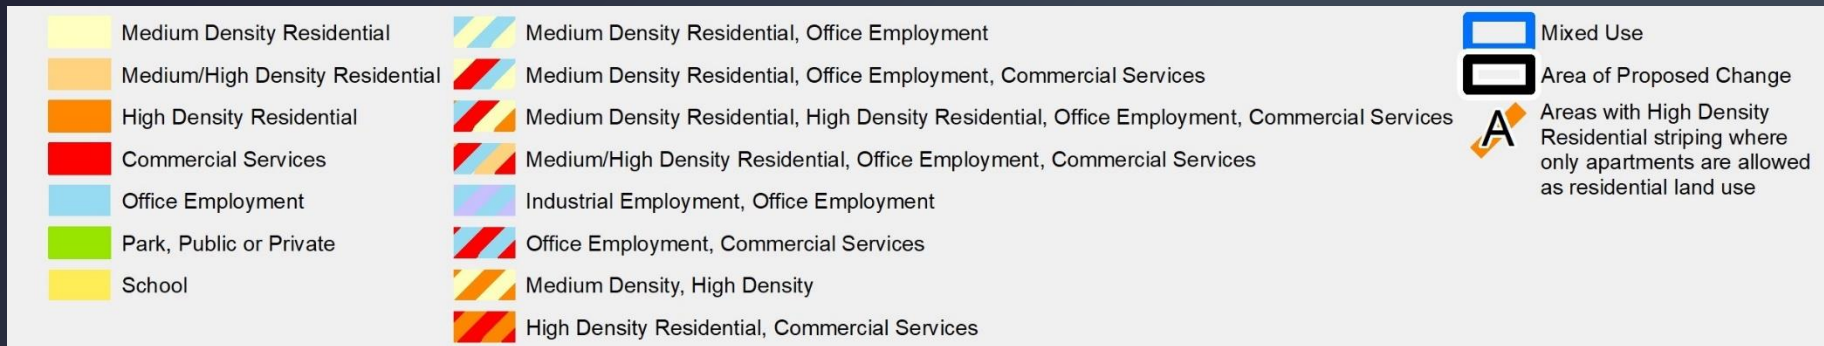 Medium Density Residential
Medium/High Density Residential
High Density Residential
Commercial Services
Office Employment
Park, Public or Private
School
Medium Density Residential, Office Employment
Medium Density Residential, Office Employment, Commercial Services
Medium Density Residential, High Density Residential, Office Employment, Commercial Services
Medium/High Density Residential, Office Employment, Commercial Services
Industrial Employment, Office Employment
Office Employment, Commercial Services
Medium Density, High Density
High Density Residential, Commercial Services
Mixed Use
Area of Proposed Change
A
Areas with High Density
Residential striping where
only apartments are allowed
as residential land use